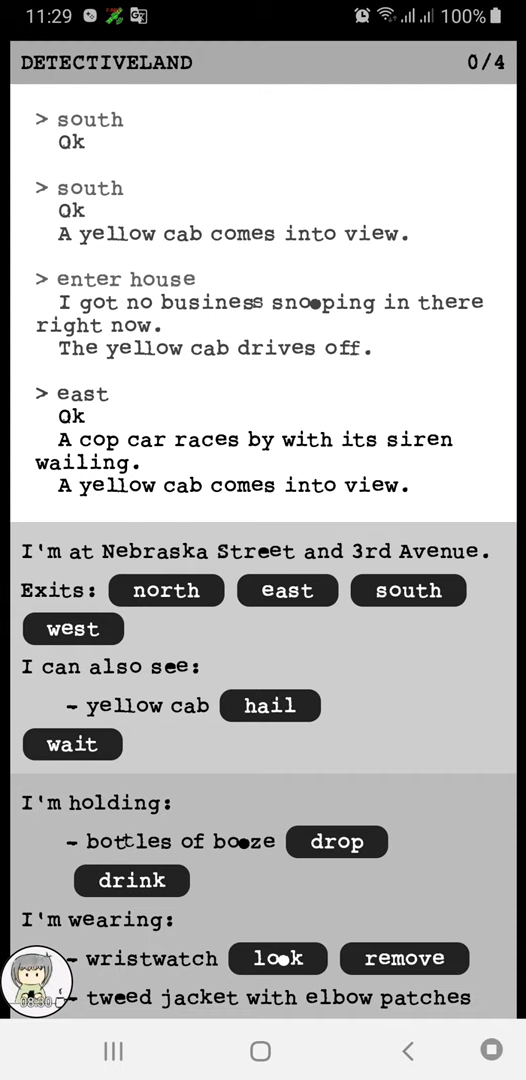 11:29
100%
DETECTIVELAND 0/4
> south
Ok
> south
Ok
A yellow cab comes into view.
> enter house
I got no business snooping in there
right now.
The yellow cab drives off.
> east
Ok
A cop car races by with its siren
wailing.
A yellow cab comes into view.
I'm at Nebraska Street and 3rd Avenue.
Exits: north east south
west
I can also see:
- yellow cab hail
wait
I'm holding:
- bottles of booze drop
drink
I'm wearing:
- wristwatch look remove
- tweed jacket with elbow patches
08:30